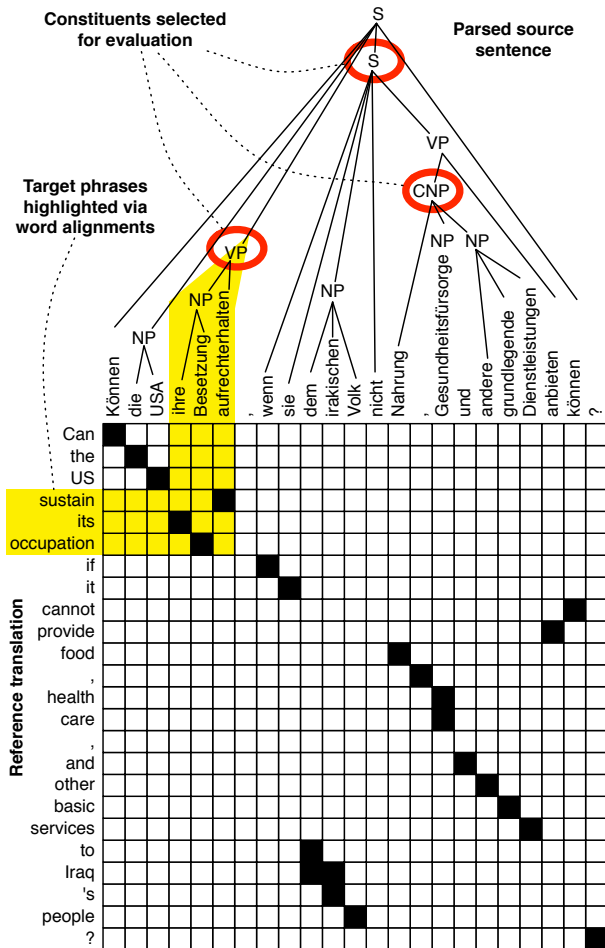 Constituents selected
for evaluation
Parsed source
sentence
S
S
VP
CNP
NP
NP
Target phrases
highlighted via
word alignments
VP
NP
NP
NP
Können
die
USA
ihre
Besetzung
aufrechterhalten
,
wenn
sie
dem
irakischen
Volk
nicht
Nahrung
,
Gesundheitsfürsorge
und
andere
grundlegende
Dienstleistungen
anbieten
können
?
Reference translation
Can
the
US
sustain
its
occupation
if
it
cannot
provide
food
,
health
care
,
and
other
basic
services
to
Iraq
's
people
?